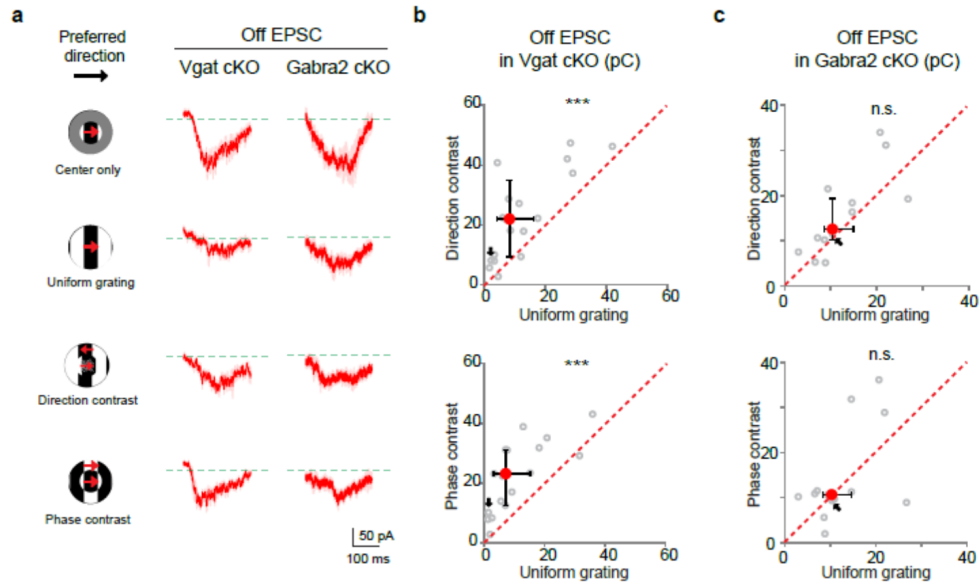 a
Preferred
direction
Off EPSC
Vgat cKO
Gabra2 cKO
Center only
Uniform grating
Direction contrast
Phase contrast
50 pA
100 ms
b
Off EPSC
in Vgat cKO (pC)
60
40
20
0
Direction contrast
***
0
20
40
60
Uniform grating
60
40
20
0
Phase contrast
***
0
20
40
60
Uniform grating
c
Off EPSC
in Gabra2 cKO (pC)
40
20
0
Direction contrast
n.s.
0
20
40
Uniform grating
40
20
0
Phase contrast
n.s.
0
20
40
Uniform grating